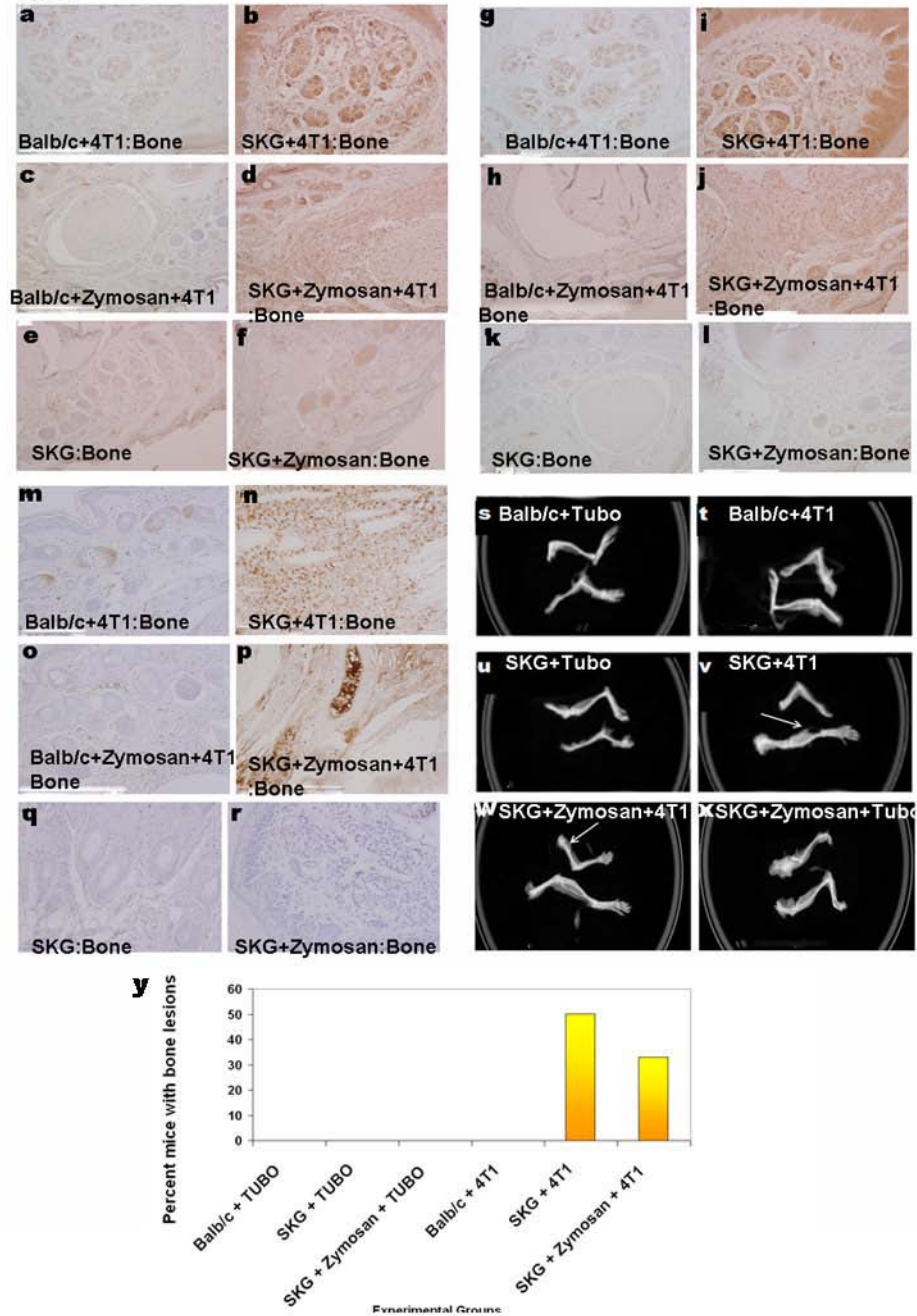 a
b
Balb/c+4T1:Bone
SKG+4T1:Bone
c
d
Balb/c+Zymosan+4T1
SKG+Zymosan+4T1
:Bone
e
f
SKG:Bone
SKG+Zymosan:Bone
g
i
Balb/c+4T1:Bone
SKG+4T1:Bone
h
j
Balb/c+Zymosan+4T1
Bone
SKG+Zymosan+4T1
:Bone
k
l
SKG:Bone
SKG+Zymosan:Bone
m
n
Balb/c+4T1:Bone
SKG+4T1:Bone
o
p
Balb/c+Zymosan+4T1
Bone
SKG+Zymosan+4T1
:Bone
q
r
SKG:Bone
SKG+Zymosan:Bone
s Balb/c+Tubo
t Balb/c+4T1
u SKG+Tubo
v SKG+4T1
w SKG+Zymosan+4T1
x SKG+Zymosan+Tubo
y
Percent mice with bone lesions
60
50
40
30
20
10
0
Balb/c + TUBO
SKG + TUBO
SKG + Zymosan + TUBO
Balb/c + 4T1
SKG + 4T1
SKG + Zymosan + 4T1
Experimental Groups